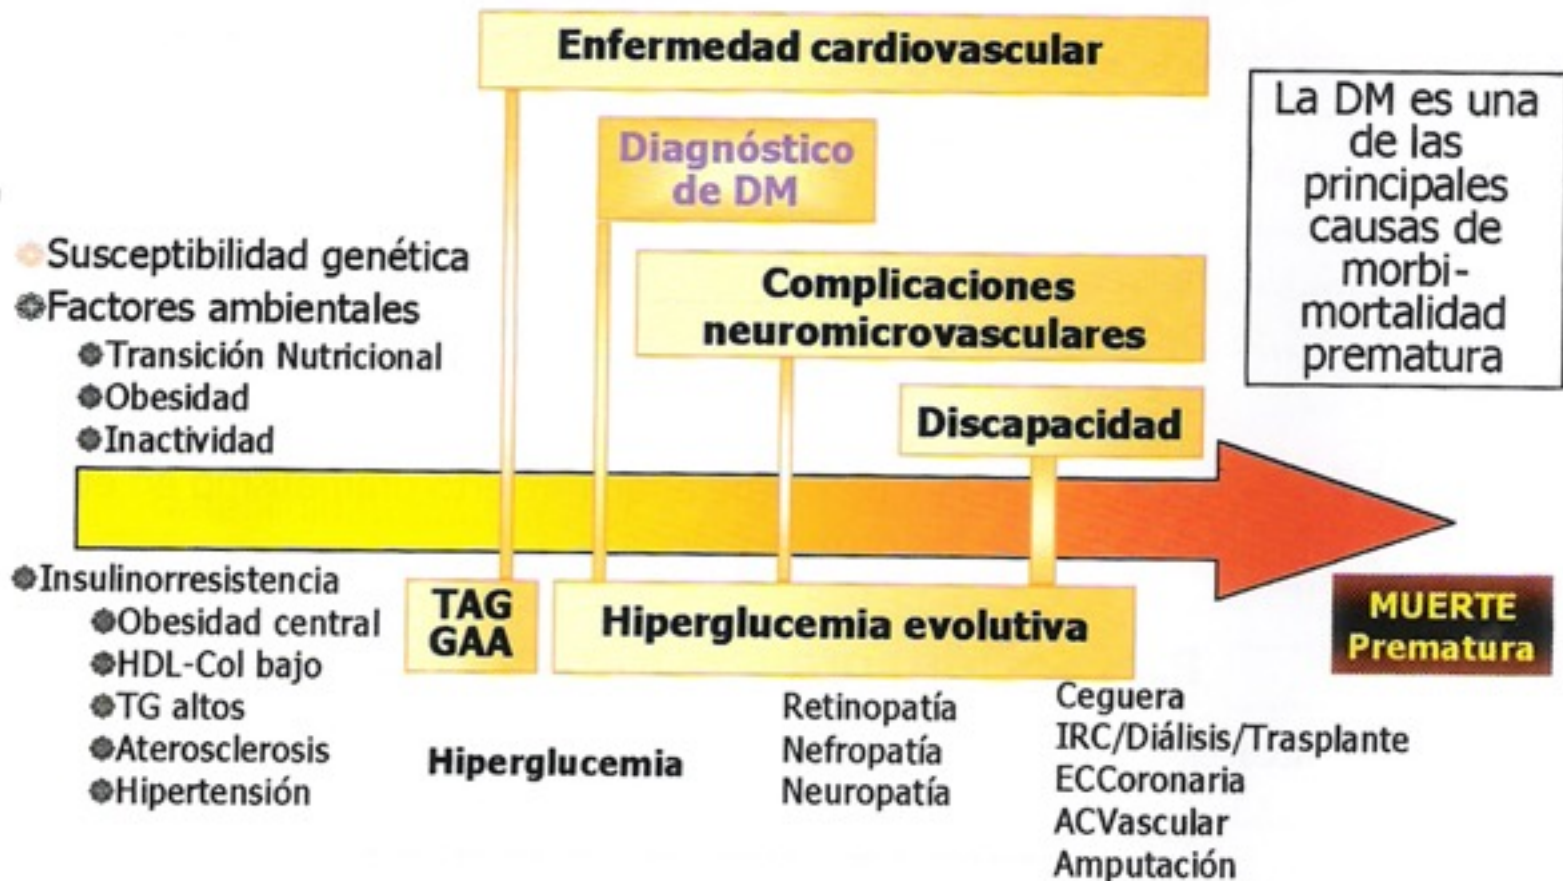 Enfermedad cardiovascular
Diagnóstico
de DM
La DM es una
de las
principales
causas de
morbi-
mortalidad
prematura
Susceptibilidad genética
Factores ambientales
Transición Nutricional
Obesidad
Inactividad
Complicaciones
neuromicrovasculares
Discapacidad
Insulinorresistencia
Obesidad central
HDL-Col bajo
TG altos
Aterosclerosis
Hipertensión
TAG
GAA
Hiperglucemia evolutiva
MUERTE
Prematura
Hiperglucemia
Retinopatía
Nefropatía
Neuropatía
Ceguera
IRC/Diálisis/Trasplante
ECCoronaria
ACVascular
Amputación